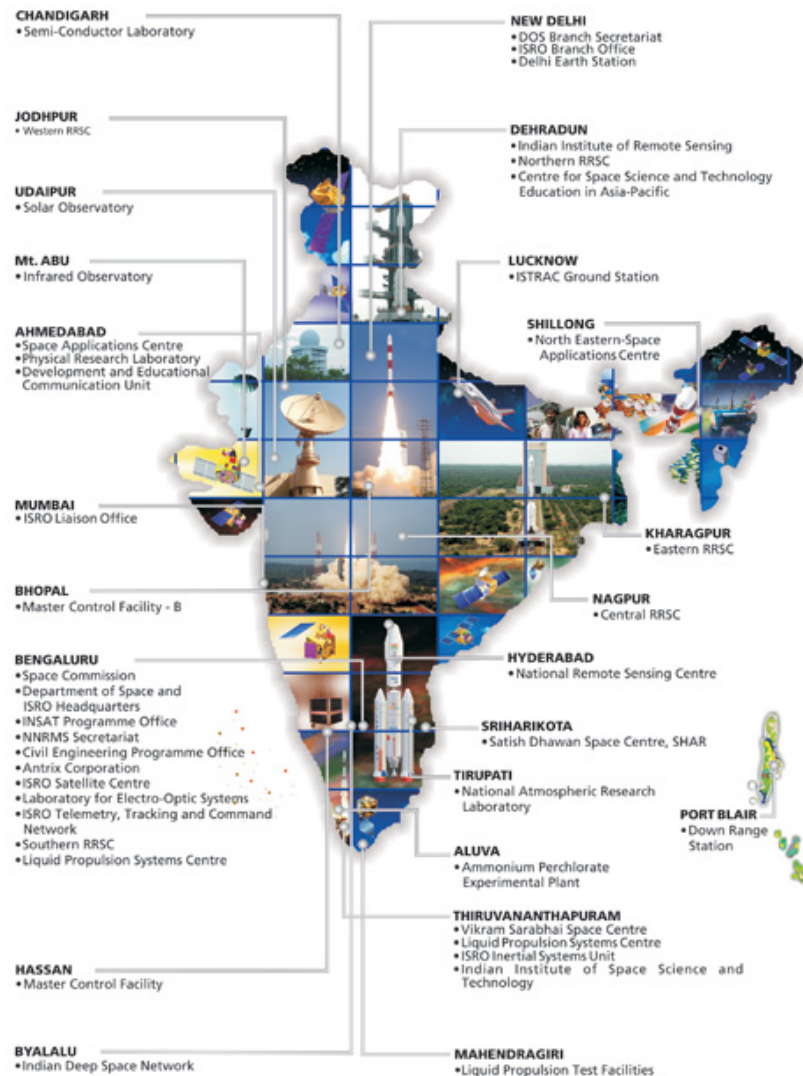 CHANDIGARH
•Semi-Conductor Laboratory
JODHPUR
• Western RRSC
UDAIPUR
•Solar Observatory
Mt. ABU
•Infrared Observatory
AHMEDABAD
•Space Applications Centre
•Physical Research Laboratory
•Development and Educational
Communication Unit
MUMBAI
•ISRO Liaison Office
BHOPAL
•Master Control Facility - B
BENGALURU
•Space Commission
•Department of Space and
ISRO Headquarters
•INSAT Programme Office
•NNRMS Secretariat
•Civil Engineering Programme Office
•Antrix Corporation
•ISRO Satellite Centre
•Laboratory for Electro-Optic Systems
•ISRO Telemetry, Tracking and Command
Network
•Southern RRSC
•Liquid Propulsion Systems Centre
HASSAN
•Master Control Facility
BYALALU
•Indian Deep Space Network
NEW DELHI
•DOS Branch Secretariat
•ISRO Branch Office
•Delhi Earth Station
DEHRADUN
•Indian Institute of Remote Sensing
•Northern RRSC
•Centre for Space Science and Technology
Education in Asia-Pacific
LUCKNOW
•ISTRAC Ground Station
SHILLONG
•North Eastern-Space
Applications Centre
KHARAGPUR
•Eastern RRSC
NAGPUR
•Central RRSC
HYDERABAD
•National Remote Sensing Centre
SRIHARIKOTA
•Satish Dhawan Space Centre, SHAR
TIRUPATI
•National Atmospheric Research
Laboratory
PORT BLAIR
•Down Range
Station
ALUVA
•Ammonium Perchlorate
Experimental Plant
THIRUVANANTHAPURAM
•Vikram Sarabhai Space Centre
•Liquid Propulsion Systems Centre
•ISRO Inertial Systems Unit
•Indian Institute of Space Science and
Technology
MAHENDRAGIRI
•Liquid Propulsion Test Facilities